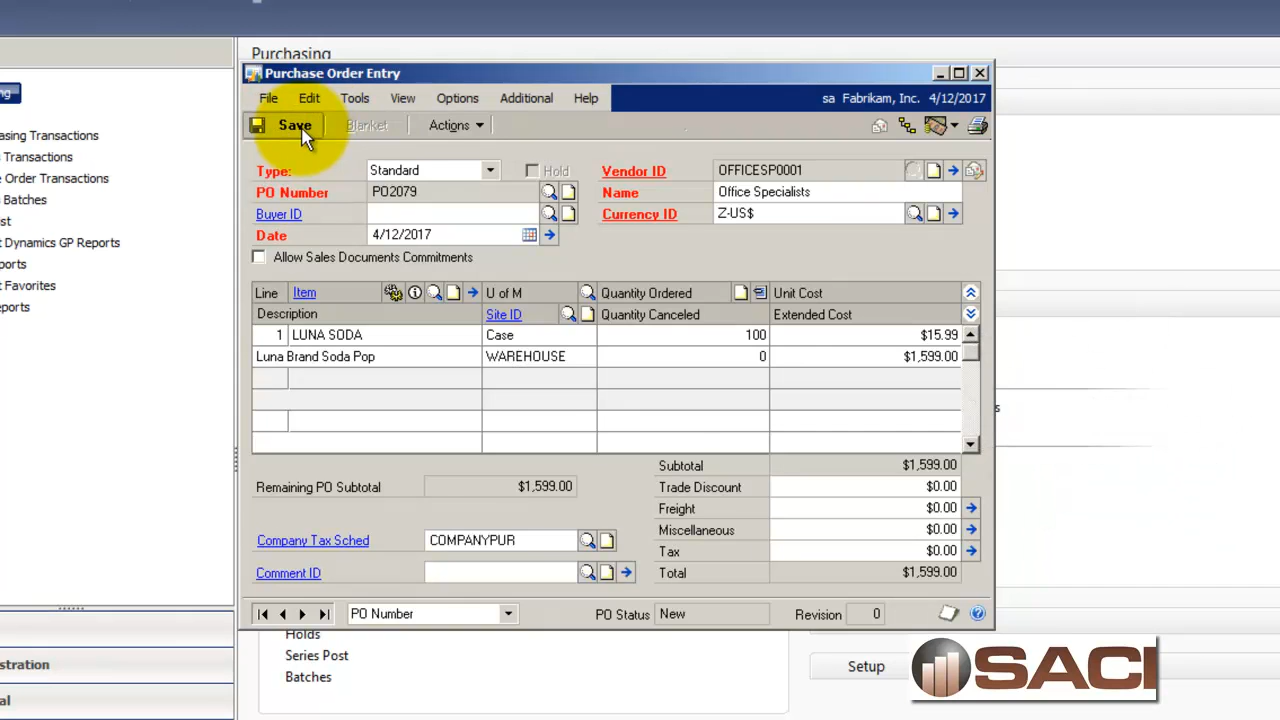 Purchasing
Purchase Order Entry
File Edit Tools View Options Additional Help
sa Fabrikam, Inc. 4/12/2017
Save Blanket Actions
Type: Standard Hold
PO Number PO2079
Buyer ID
Date 4/12/2017
Vendor ID OFFICESP0001
Name Office Specialists
Currency ID Z-US$
Allow Sales Documents Commitments
Line Item U of M Quantity Ordered Unit Cost
Description Site ID Quantity Canceled Extended Cost
1 LUNA SODA Case 100 $15.99
Luna Brand Soda Pop WAREHOUSE 0 $1,599.00
Subtotal $1,599.00
Remaining PO Subtotal $1,599.00
Trade Discount $0.00
Freight $0.00
Miscellaneous $0.00
Company Tax Sched COMPANYPUR
Tax $0.00
Comment ID
Total $1,599.00
PO Number PO Status New Revision 0
ng
asing Transactions
s Transactions
e Order Transactions
Batches
st
t Dynamics GP Reports
ports
t Favorites
ports
stration
al
Holds
Series Post
Batches
Setup
SACI